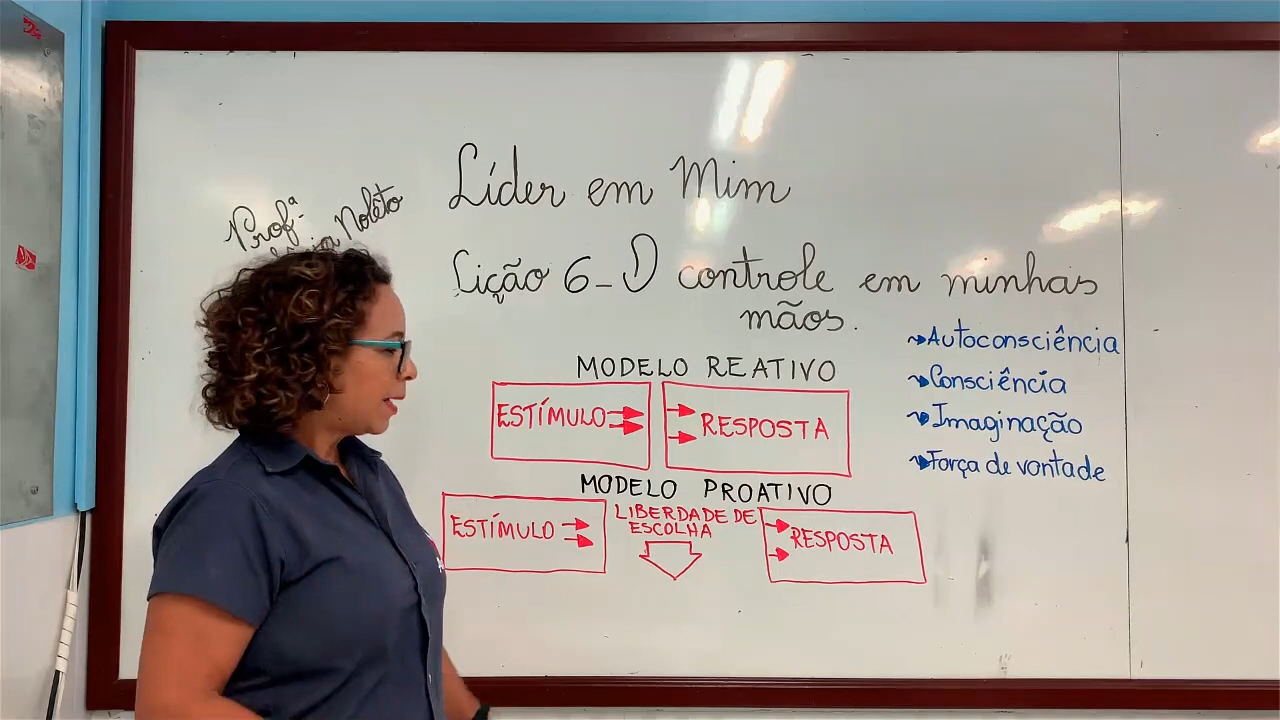 Profª
Nolêto
Líder em Mim
Lição 6 - O controle em minhas
mãos.
MODELO REATIVO
ESTÍMULO
RESPOSTA
MODELO PROATIVO
ESTÍMULO
LIBERDADE DE
ESCOLHA
RESPOSTA
Autoconsciência
Consciência
Imaginação
Força de vontade